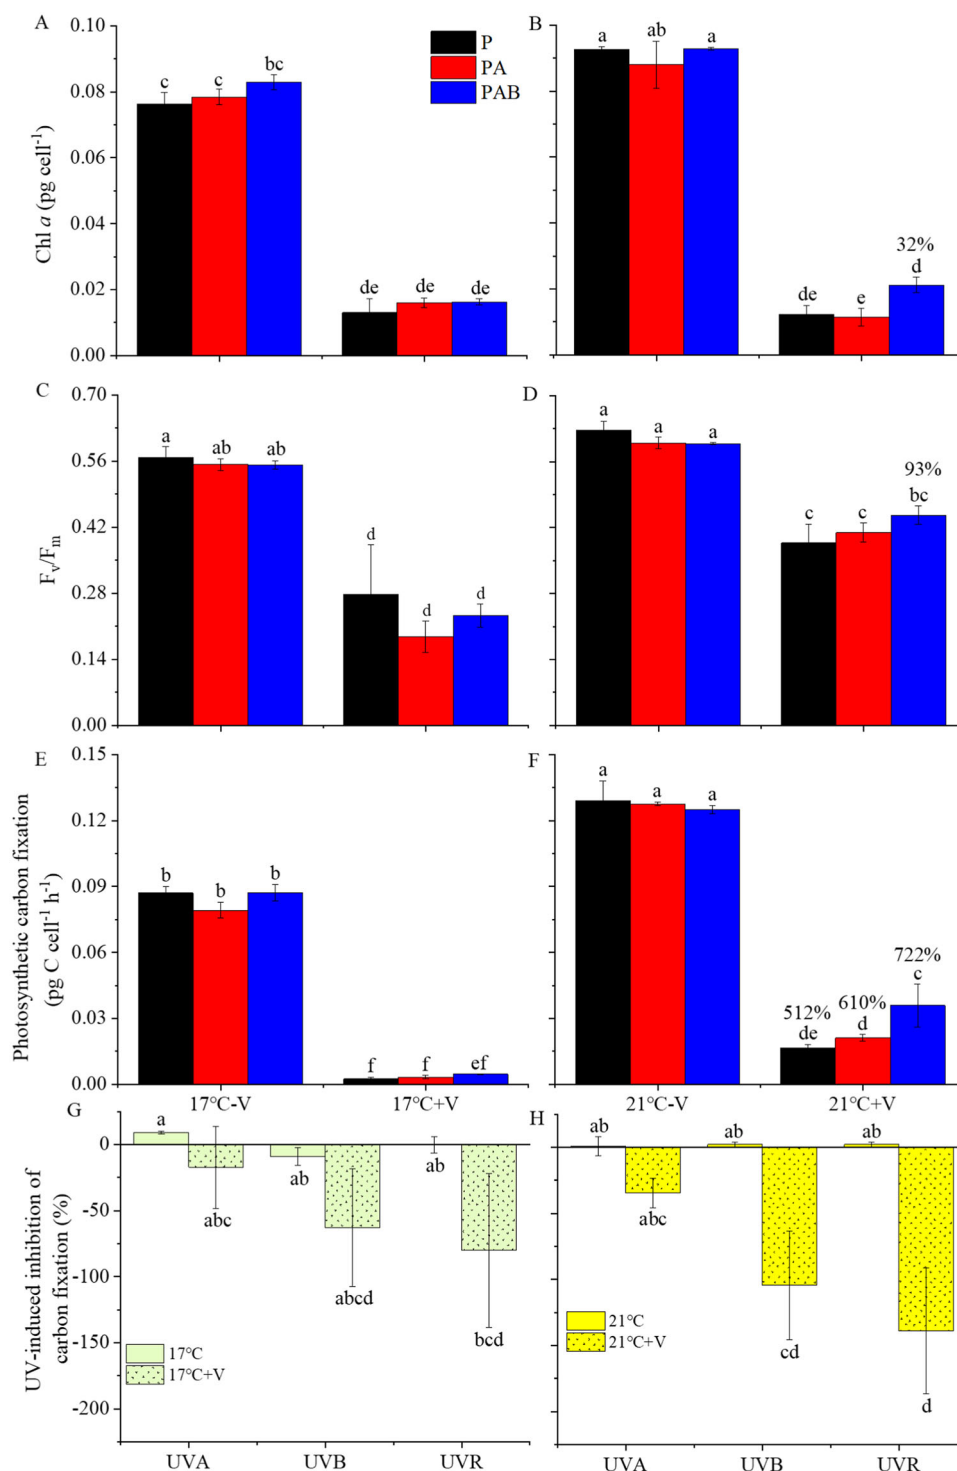 A
B
P
PA
PAB
Chl a (pg cell-1)
0.10
0.08
0.06
0.04
0.02
0.00
c
c
bc
de
de
de
a
ab
a
de
e
32%
d
C
D
Fv/Fm
0.70
0.56
0.42
0.28
0.14
0.00
a
ab
ab
d
d
d
a
a
a
c
c
93%
bc
E
F
Photosynthetic carbon fixation
(pg C cell-1 h-1)
0.15
0.12
0.09
0.06
0.03
0.00
b
b
b
f
f
ef
a
a
a
512%
de
610%
d
722%
c
17°C-V
17°C+V
21°C-V
21°C+V
G
H
UV-induced inhibition of
carbon fixation (%)
0
-50
-100
-150
-200
a
abc
ab
abcd
ab
bcd
17°C
17°C+V
UVA
UVB
UVR
ab
abc
ab
cd
ab
d
21°C
21°C+V
UVA
UVB
UVR